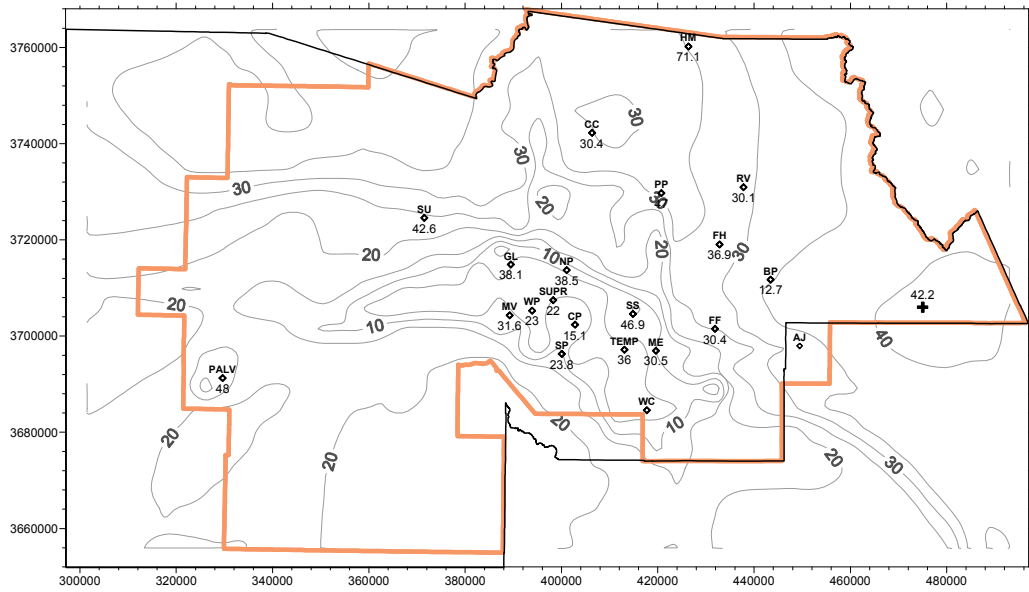 3760000
3740000
3720000
3700000
3680000
3660000
300000
320000
340000
360000
380000
400000
420000
440000
460000
480000
HM
71.1
CC
30.4
30
30
30
PP
RV
30.1
30
SU
42.6
20
20
FH
36.9
30
20
GL
38.1
10
NP
38.5
BP
12.7
20
SUPR
22
MV
31.6
WP
23
CP
15.1
SS
46.9
FF
30.4
42.2
10
SP
23.8
TEMP
36
ME
30.5
AJ
40
PALV
48
WC
10
20
20
20
20
30